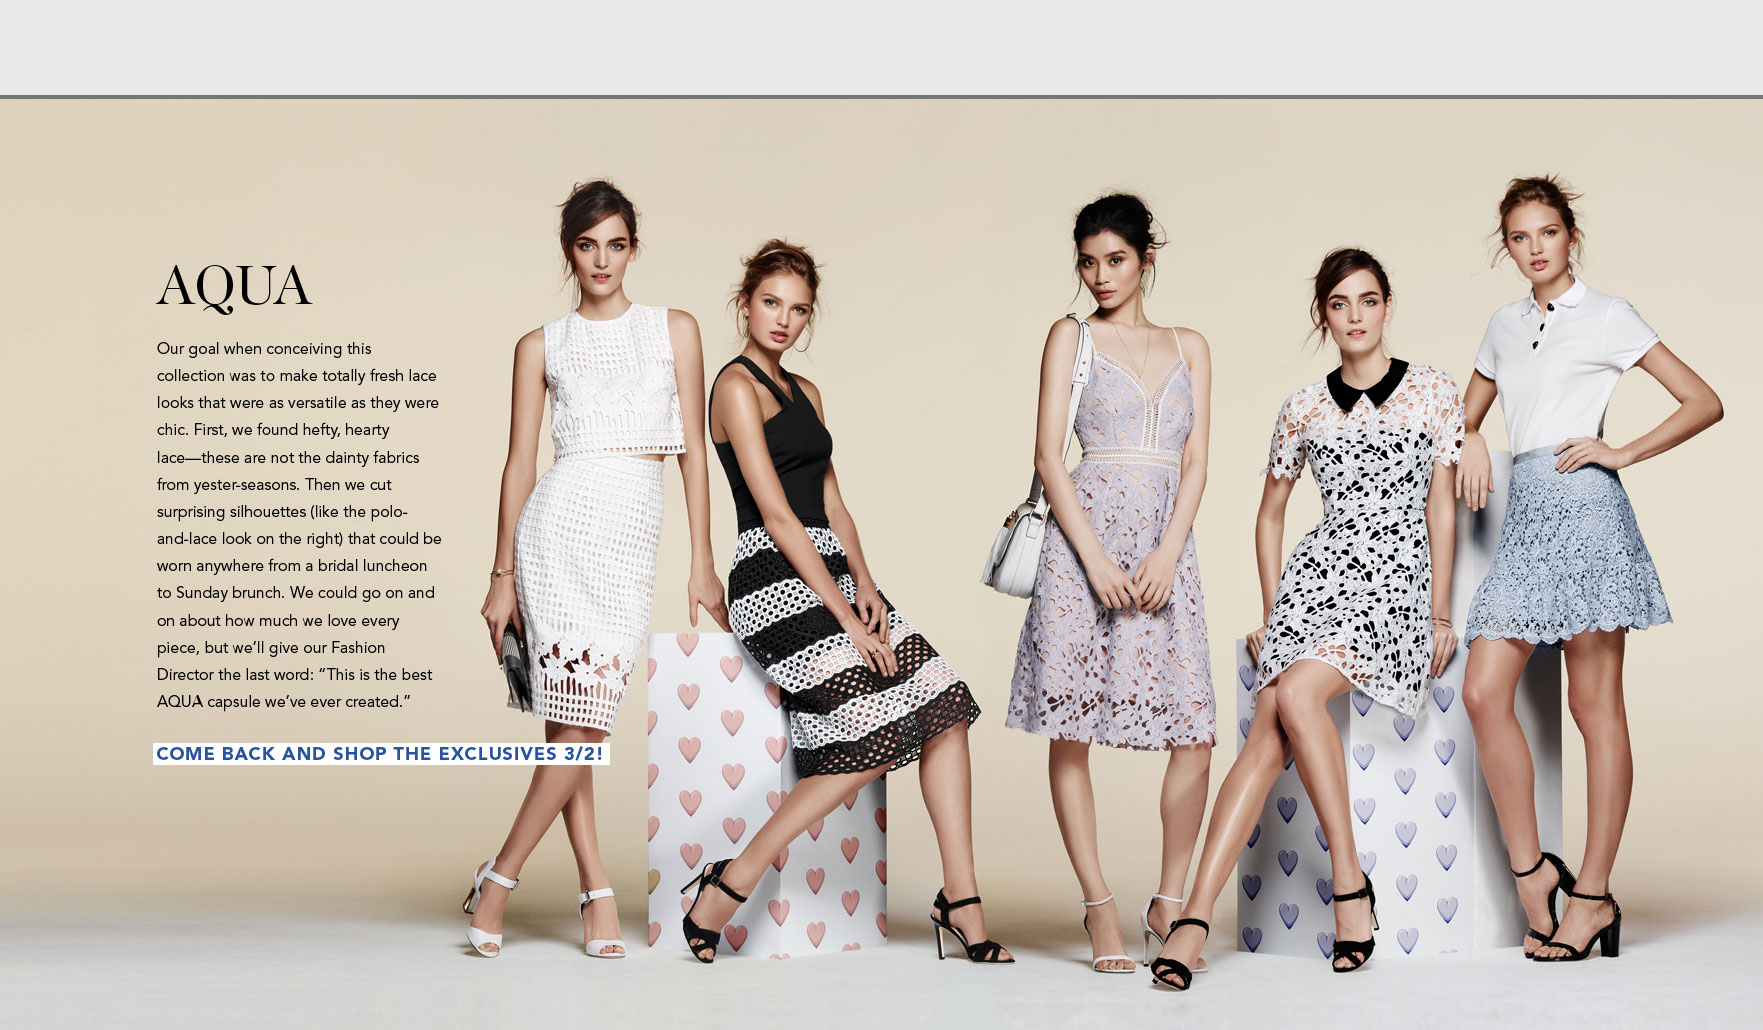 AQUA
Our goal when conceiving this
collection was to make totally fresh lace
looks that were as versatile as they were
chic. First, we found hefty, hearty
lace—these are not the dainty fabrics
from yester-seasons. Then we cut
surprising silhouettes (like the polo-
and-lace look on the right) that could be
worn anywhere from a bridal luncheon
to Sunday brunch. We could go on and
on about how much we love every
piece, but we’ll give our Fashion
Director the last word: “This is the best
AQUA capsule we’ve ever created.”
COME BACK AND SHOP THE EXCLUSIVES 3/2!